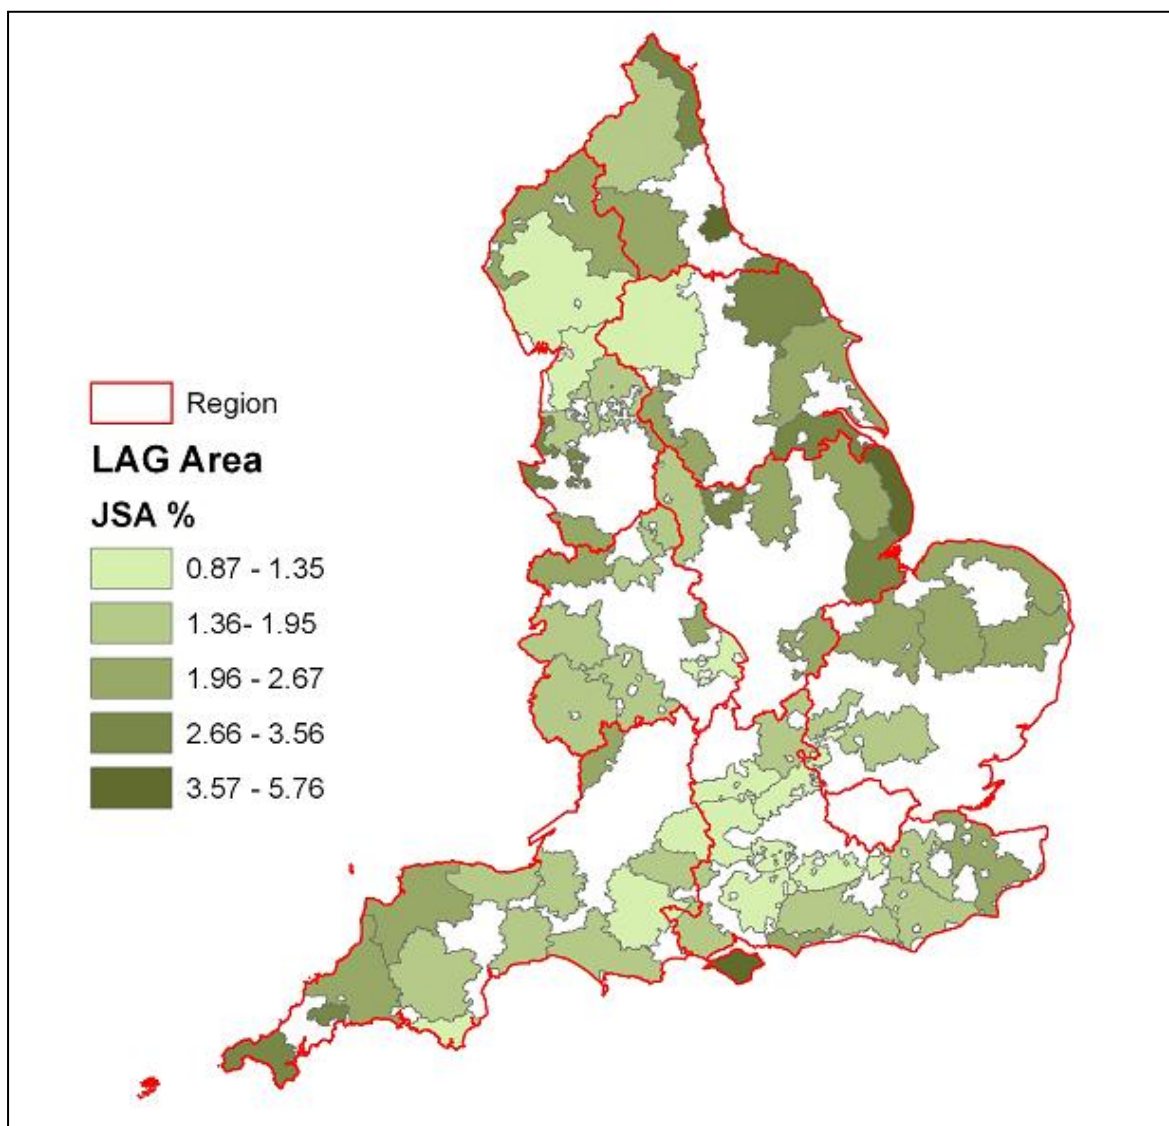 Region
LAG Area
JSA %
0.87 - 1.35
1.36- 1.95
1.96 - 2.67
2.66 - 3.56
3.57 - 5.76